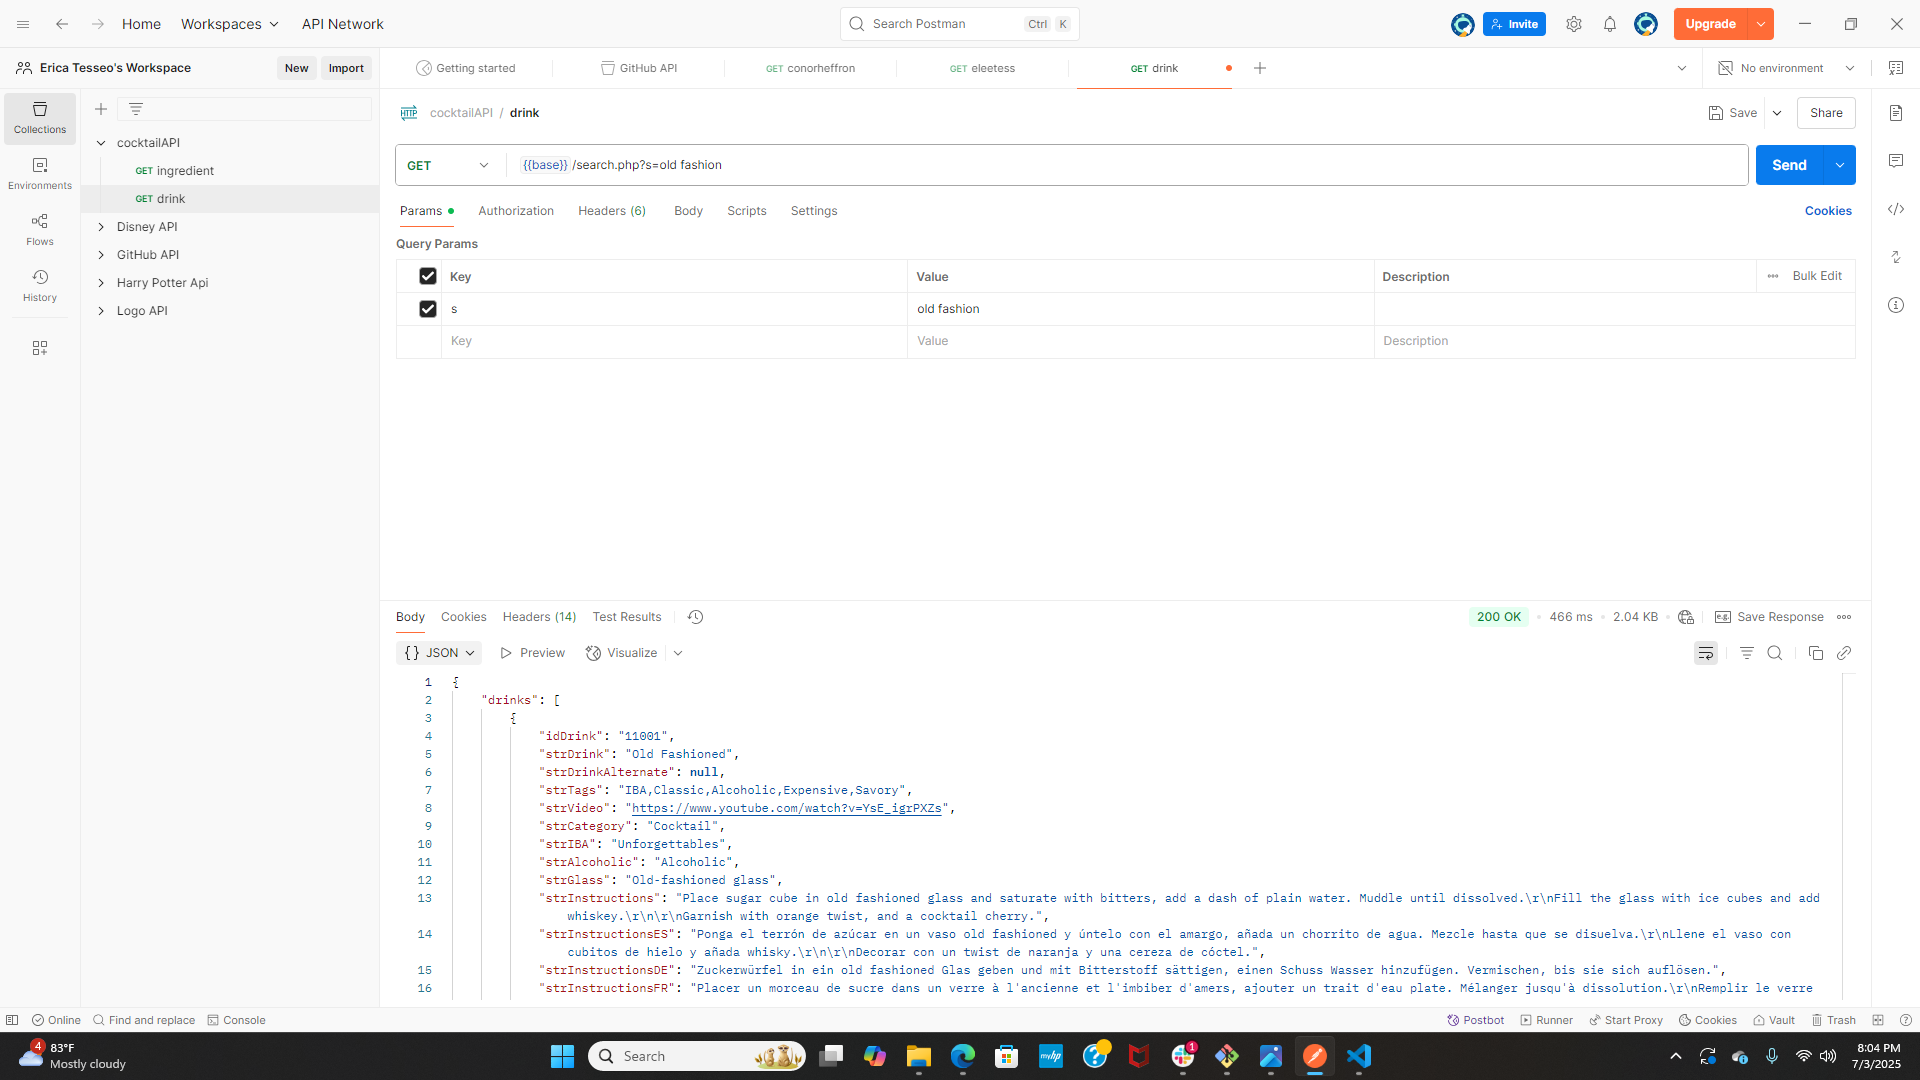 Home Workspaces API Network Search Postman Ctrl K Invite Upgrade
Erica Tesseo's Workspace New Import Getting started GitHub API GET conorheffron GET eleetess GET drink No environment
Collections
Environments
Flows
History
cocktailAPI
GET ingredient
GET drink
Disney API
GitHub API
Harry Potter Api
Logo API
HTTP cocktailAPI / drink Save Share
GET {{base}} /search.php?s=old fashion Send
Params Authorization Headers (6) Body Scripts Settings Cookies
Query Params
Key Value Description Bulk Edit
s old fashion
Key Value Description
Body Cookies Headers (14) Test Results 200 OK 466 ms 2.04 KB e.g. Save Response
{} JSON Preview Visualize
1 {
2 "drinks": [
3 {
4 "idDrink": "11001",
5 "strDrink": "Old Fashioned",
6 "strDrinkAlternate": null,
7 "strTags": "IBA,Classic,Alcoholic,Expensive,Savory",
8 "strVideo": "https://www.youtube.com/watch?v=YsE_igrPXZs",
9 "strCategory": "Cocktail",
10 "strIBA": "Unforgettables",
11 "strAlcoholic": "Alcoholic",
12 "strGlass": "Old-fashioned glass",
13 "strInstructions": "Place sugar cube in old fashioned glass and saturate with bitters, add a dash of plain water. Muddle until dissolved.\r\nFill the glass with ice cubes and add
whiskey.\r\n\r\nGarnish with orange twist, and a cocktail cherry.",
14 "strInstructionsES": "Ponga el terrón de azúcar en un vaso old fashioned y úntelo con el amargo, añada un chorrito de agua. Mezcle hasta que se disuelva.\r\nLlene el vaso con
cubitos de hielo y añada whisky.\r\n\r\nDecorar con un twist de naranja y una cereza de cóctel.",
15 "strInstructionsDE": "Zuckerwürfel in ein old fashioned Glas geben und mit Bitterstoff sättigen, einen Schuss Wasser hinzufügen. Vermischen, bis sie sich auflösen.",
16 "strInstructionsFR": "Placer un morceau de sucre dans un verre à l'ancienne et l'imbiber d'amers, ajouter un trait d'eau plate. Mélanger jusqu'à dissolution.\r\nRemplir le verre
Online Find and replace Console Postbot Runner Start Proxy Cookies Vault Trash
4 83°F
Mostly cloudy
Search myhp 1
8:04 PM
7/3/2025